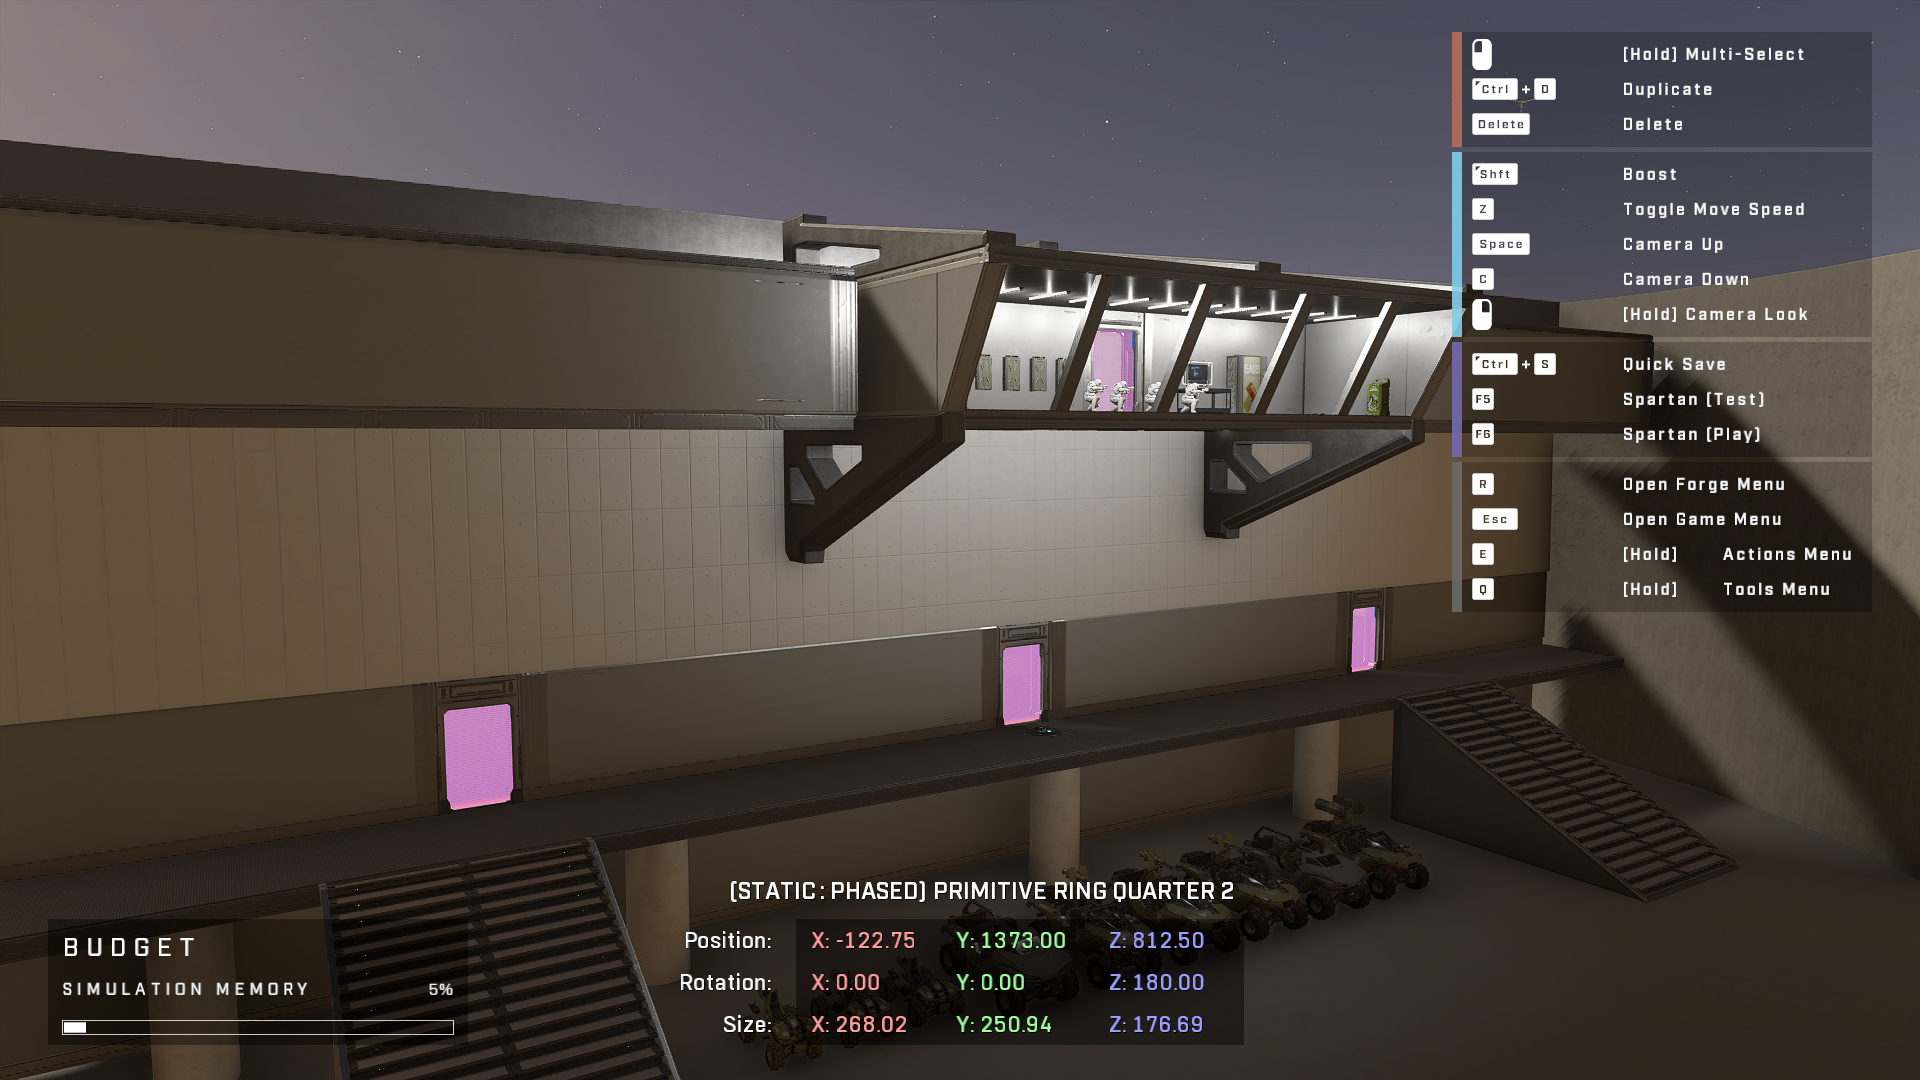 [Hold] Multi-Select
Ctrl + D Duplicate
Delete Delete
Shft Boost
Z Toggle Move Speed
Space Camera Up
C Camera Down
[Hold] Camera Look
Ctrl + S Quick Save
F5 Spartan (Test)
F6 Spartan (Play)
R Open Forge Menu
Esc Open Game Menu
E [Hold] Actions Menu
Q [Hold] Tools Menu
(STATIC : PHASED) PRIMITIVE RING QUARTER 2
Position: X: -122.75 Y: 1373.00 Z: 812.50
Rotation: X: 0.00 Y: 0.00 Z: 180.00
Size: X: 268.02 Y: 250.94 Z: 176.69
BUDGET
SIMULATION MEMORY 5%